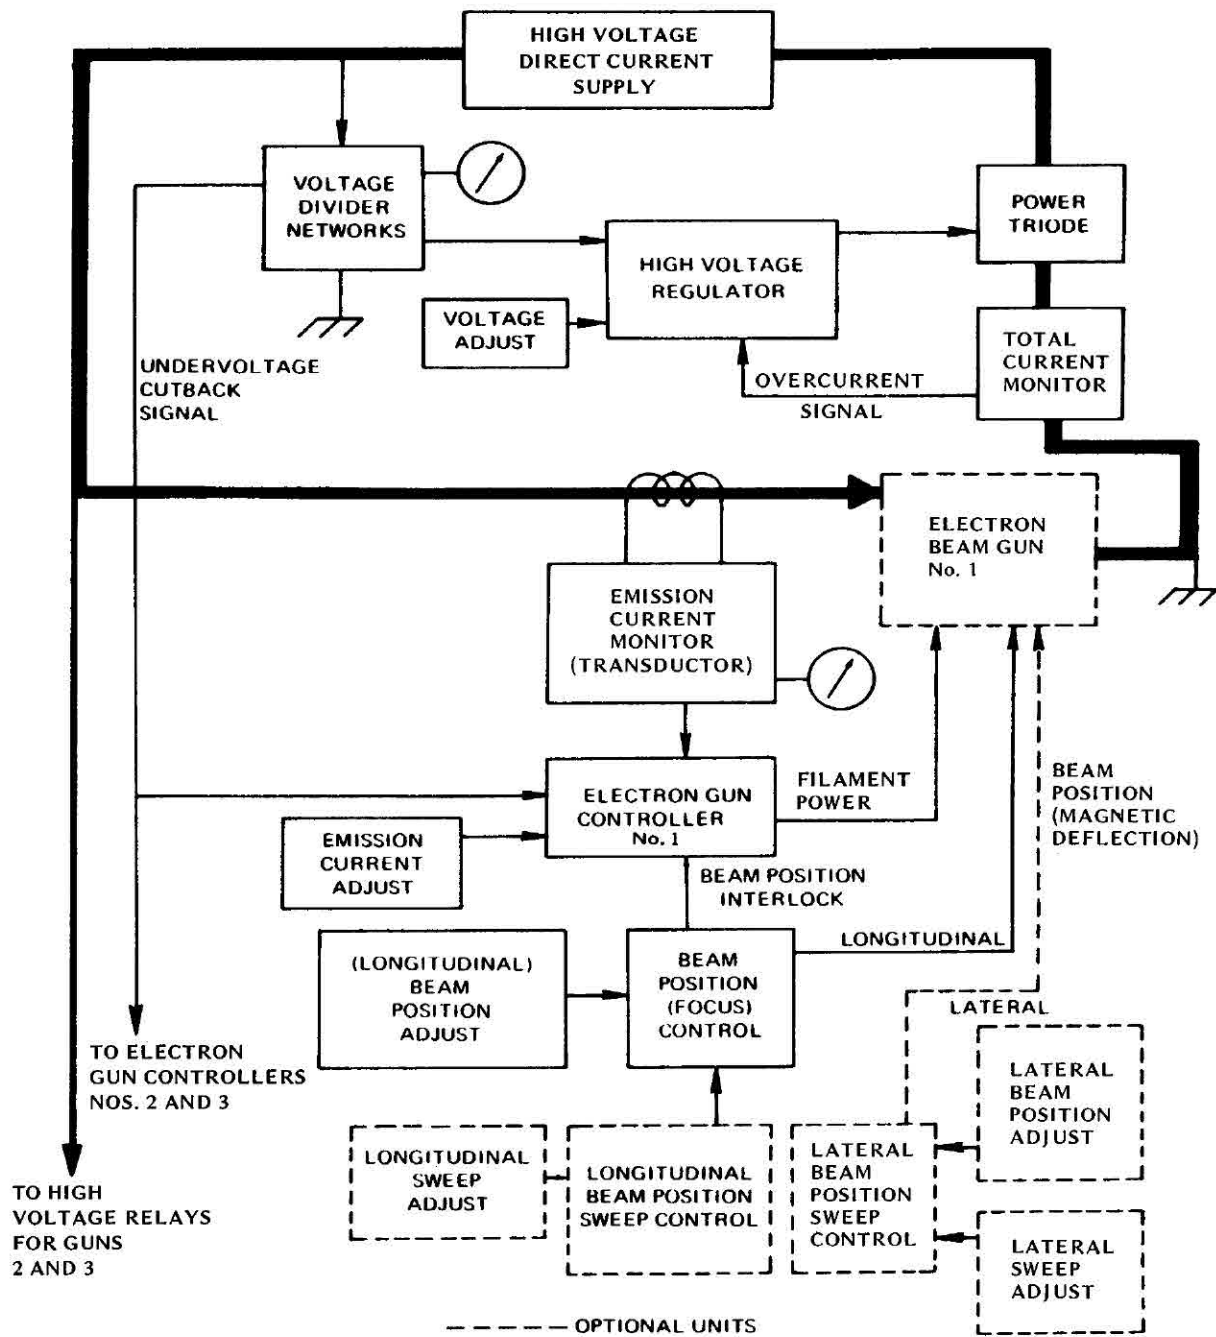 HIGH VOLTAGE
DIRECT CURRENT
SUPPLY
VOLTAGE
DIVIDER
NETWORKS
POWER
TRIODE
HIGH VOLTAGE
REGULATOR
VOLTAGE
ADJUST
TOTAL
CURRENT
MONITOR
UNDERVOLTAGE
CUTBACK
SIGNAL
OVERCURRENT
SIGNAL
ELECTRON
BEAM GUN
No. 1
EMISSION
CURRENT
MONITOR
(TRANSDUCTOR)
ELECTRON GUN
CONTROLLER
No. 1
FILAMENT
POWER
BEAM
POSITION
(MAGNETIC
DEFLECTION)
EMISSION
CURRENT
ADJUST
BEAM POSITION
INTERLOCK
(LONGITUDINAL)
BEAM
POSITION
ADJUST
BEAM
POSITION
(FOCUS)
CONTROL
LONGITUDINAL
LATERAL
TO ELECTRON
GUN CONTROLLERS
NOS. 2 AND 3
LATERAL
BEAM
POSITION
ADJUST
LONGITUDINAL
SWEEP
ADJUST
LONGITUDINAL
BEAM POSITION
SWEEP CONTROL
LATERAL
BEAM
POSITION
SWEEP
CONTROL
TO HIGH
VOLTAGE RELAYS
FOR GUNS
2 AND 3
LATERAL
SWEEP
ADJUST
OPTIONAL UNITS